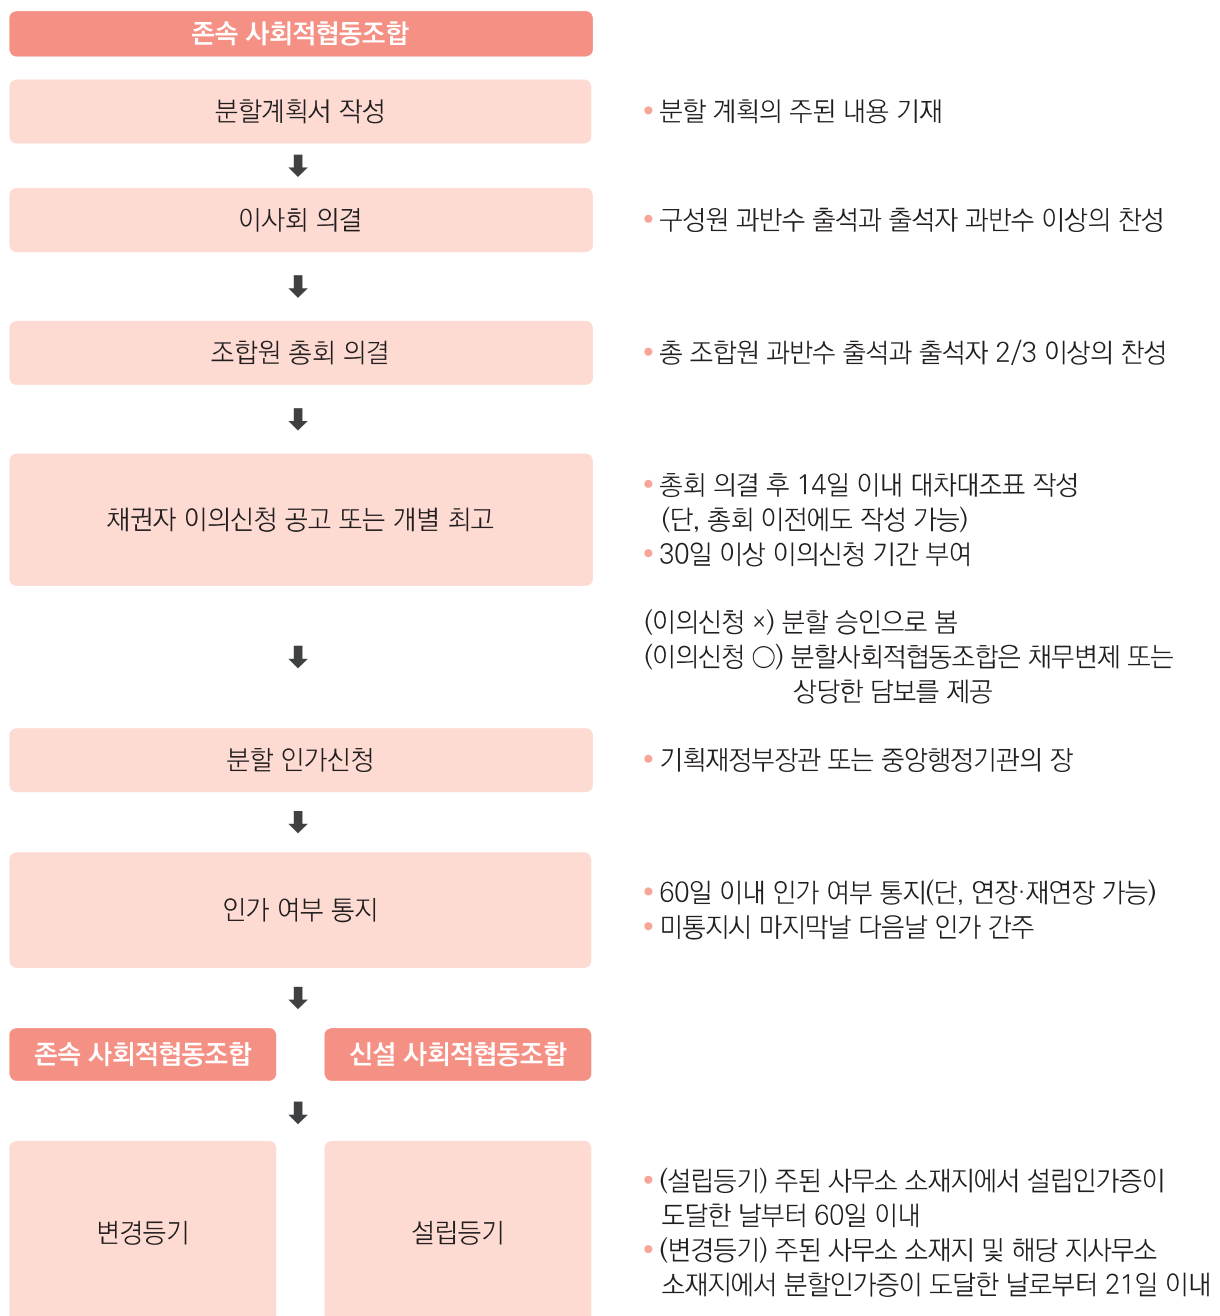 존속 사회적협동조합
분할계획서 작성
• 분할 계획의 주된 내용 기재
이사회 의결
• 구성원 과반수 출석과 출석자 과반수 이상의 찬성
조합원 총회 의결
• 총 조합원 과반수 출석과 출석자 2/3 이상의 찬성
채권자 이의신청 공고 또는 개별 최고
• 총회 의결 후 14일 이내 대차대조표 작성
(단, 총회 이전에도 작성 가능)
• 30일 이상 이의신청 기간 부여
(이의신청 ×) 분할 승인으로 봄
(이의신청 ○) 분할사회적협동조합은 채무변제 또는
상당한 담보를 제공
분할 인가신청
• 기획재정부장관 또는 중앙행정기관의 장
인가 여부 통지
• 60일 이내 인가 여부 통지(단, 연장·재연장 가능)
• 미통지시 마지막날 다음날 인가 간주
존속 사회적협동조합
신설 사회적협동조합
변경등기
설립등기
• (설립등기) 주된 사무소 소재지에서 설립인가증이
도달한 날부터 60일 이내
• (변경등기) 주된 사무소 소재지 및 해당 지사무소
소재지에서 분할인가증이 도달한 날로부터 21일 이내